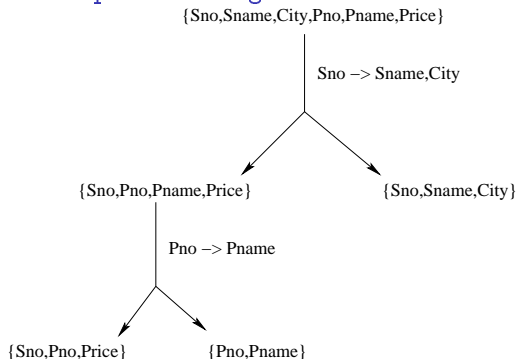 {Sno,Sname,City,Pno,Pname,Price}
Sno −> Sname,City
{Sno,Pno,Pname,Price}
{Sno,Sname,City}
Pno −> Pname
{Sno,Pno,Price}
{Pno,Pname}